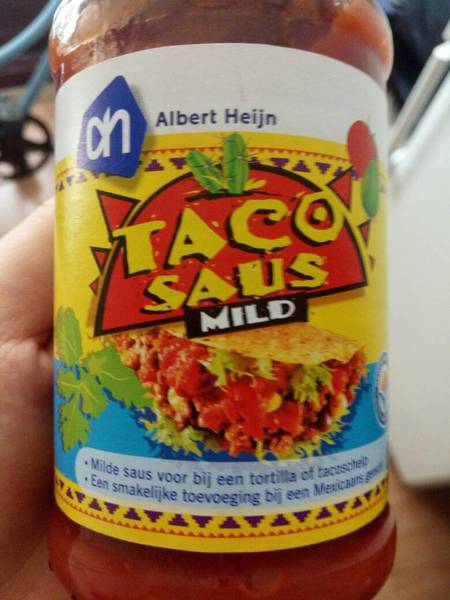 ah
Albert Heijn
TACO
SAUS
MILD
• Milde saus voor bij een tortilla of tacoschelp
• Een smakelijke toevoeging bij een Mexicaans